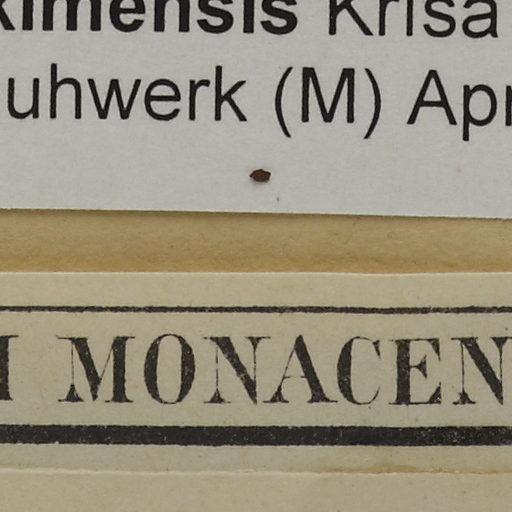 kimensis Krisa
uhwerk (M) Apr
MONACEN